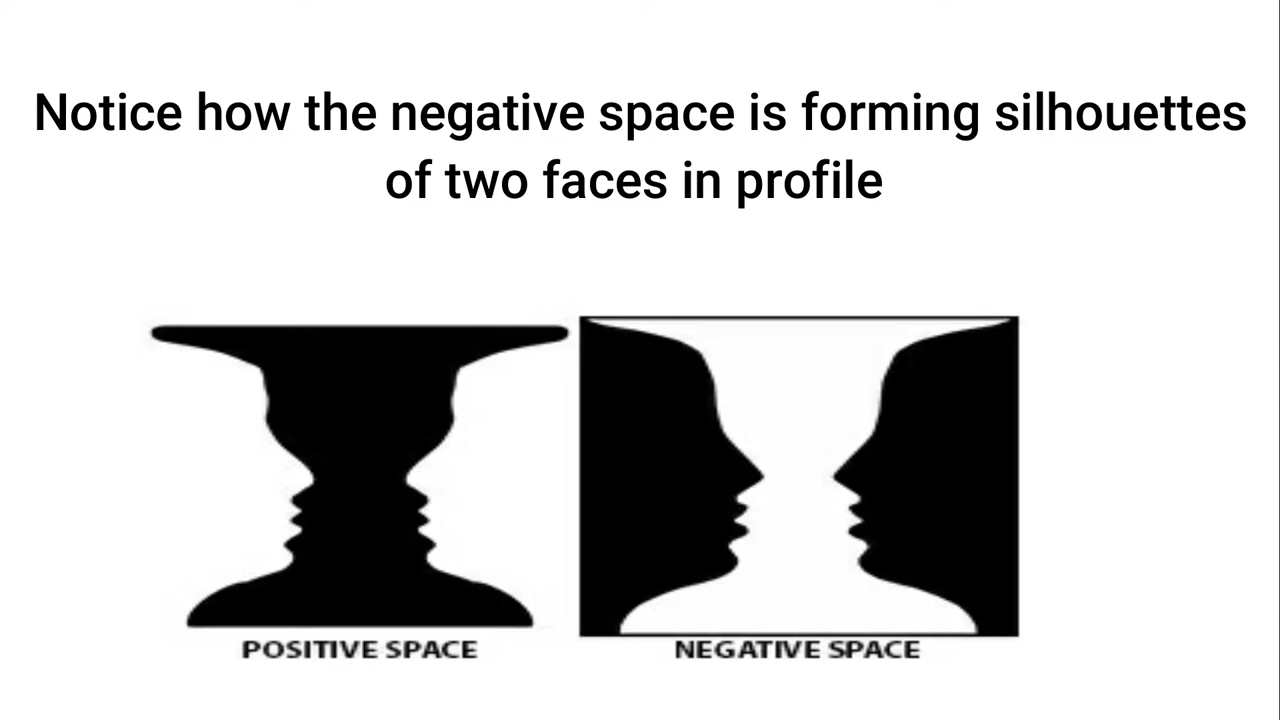 Notice how the negative space is forming silhouettes
of two faces in profile
POSITIVE SPACE
NEGATIVE SPACE